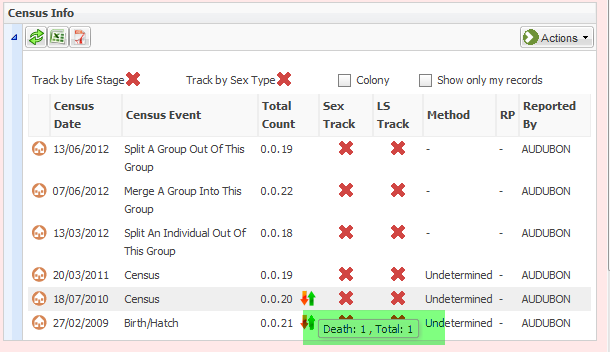 Census Info
Actions
Track by Life Stage Track by Sex Type Colony Show only my records
Census Date Census Event Total Count Sex Track LS Track Method RP Reported By
13/06/2012 Split A Group Out Of This Group 0.0.19 - - AUDUBON
07/06/2012 Merge A Group Into This Group 0.0.22 - - AUDUBON
13/03/2012 Split An Individual Out Of This Group 0.0.18 - - AUDUBON
20/03/2011 Census 0.0.19 Undetermined - AUDUBON
18/07/2010 Census 0.0.20 Undetermined - AUDUBON
27/02/2009 Birth/Hatch 0.0.21 Undetermined - AUDUBON
Death: 1 , Total: 1